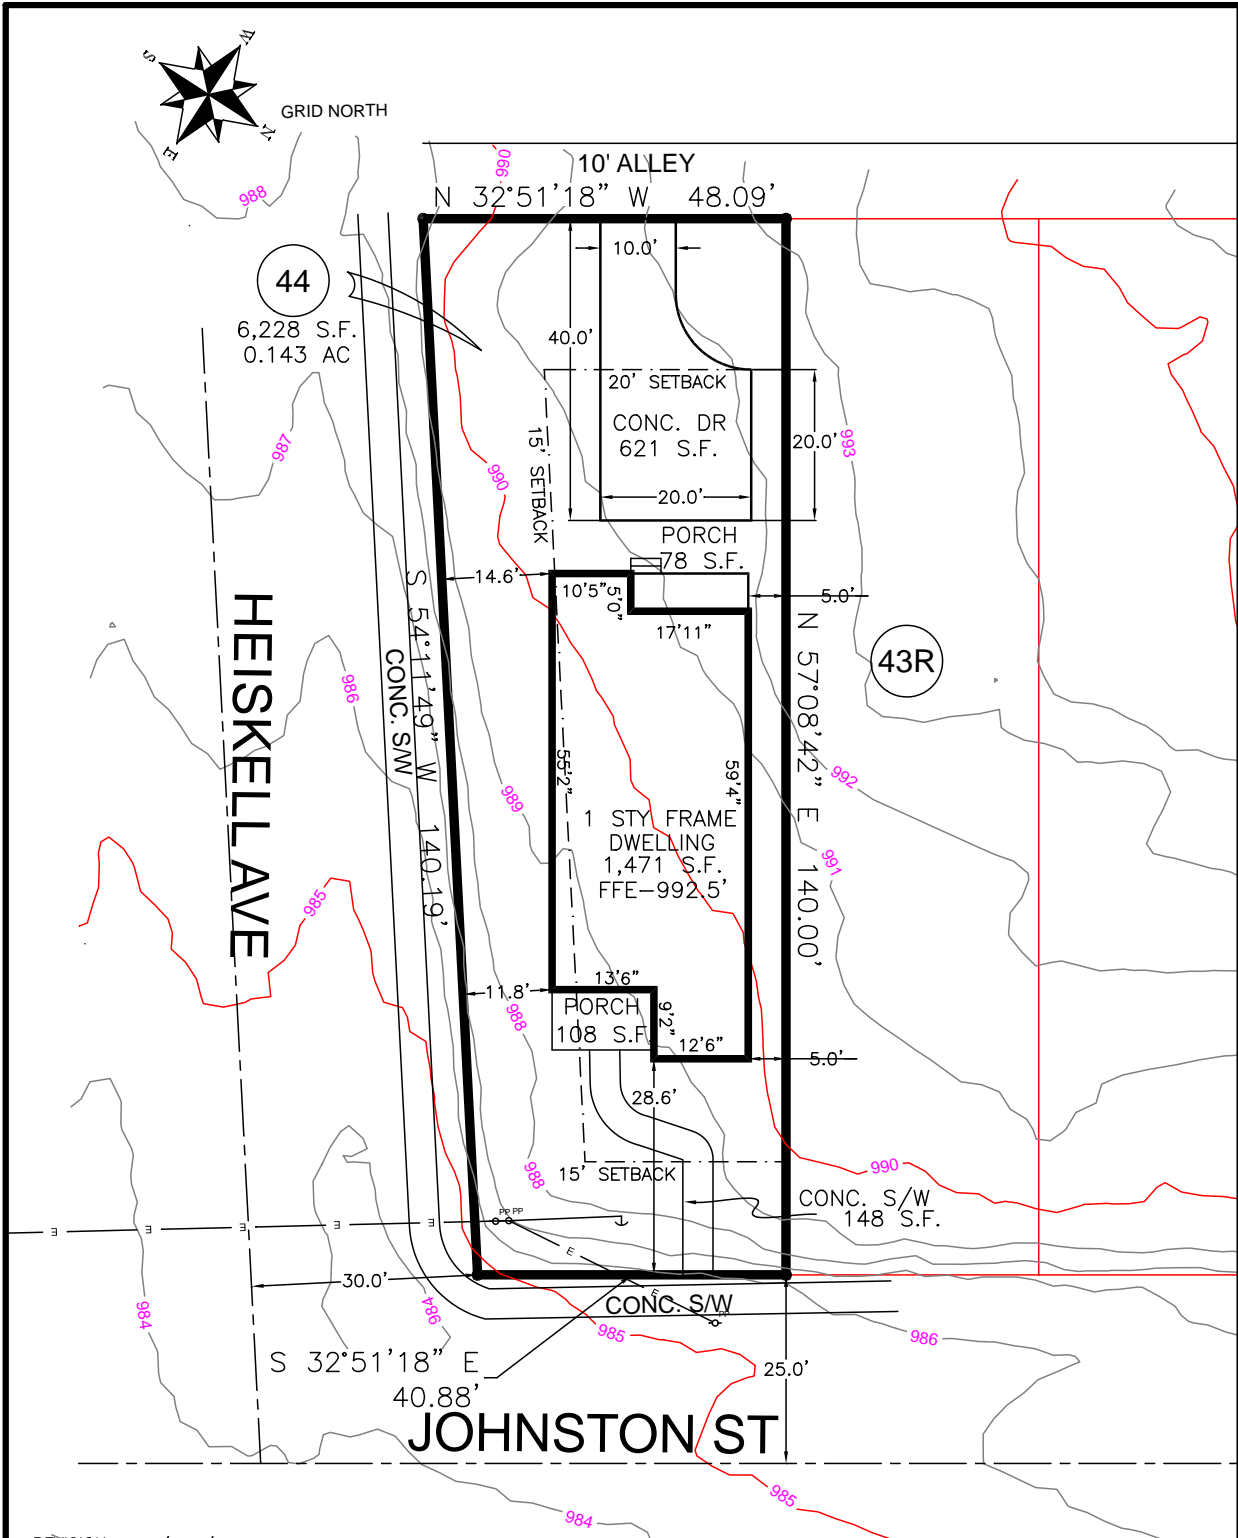 W
S
GRID NORTH
N
E
10' ALLEY
N 32°51'18" W 48.09'
990
988
44
6,228 S.F.
0.143 AC
10.0'
40.0'
20' SETBACK
CONC. DR
621 S.F.
20.0'
993
15' SETBACK
987
990
20.0'
PORCH
78 S.F.
14.6'
10'5"
5'0"
17'11"
5.0'
S 54°11'49" W 140.19'
N 57°08'42" E 140.00'
43R
HEISKELL AVE
CONC. S/W
986
55'2"
59'4"
992
989
1 STY FRAME
DWELLING
1,471 S.F.
FFE-992.5'
991
985
11.8'
13'6"
PORCH
108 S.F.
9'2"
12'6"
5.0'
988
28.6'
15' SETBACK
988
990
CONC. S/W
148 S.F.
PP PP
E E E E E
E
E
PP
30.0'
CONC. S/W
984
984
985
986
S 32°51'18" E
40.88'
25.0'
JOHNSTON ST
985
984